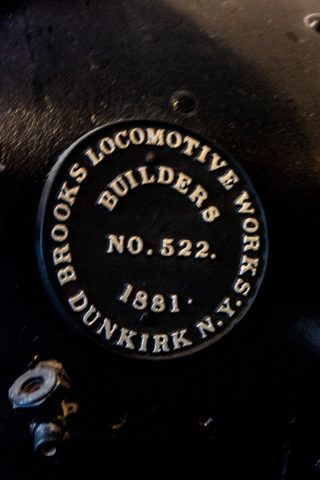 BROOKS LOCOMOTIVE WORKS.
BUILDERS
NO. 522.
1881.
DUNKIRK N.Y.